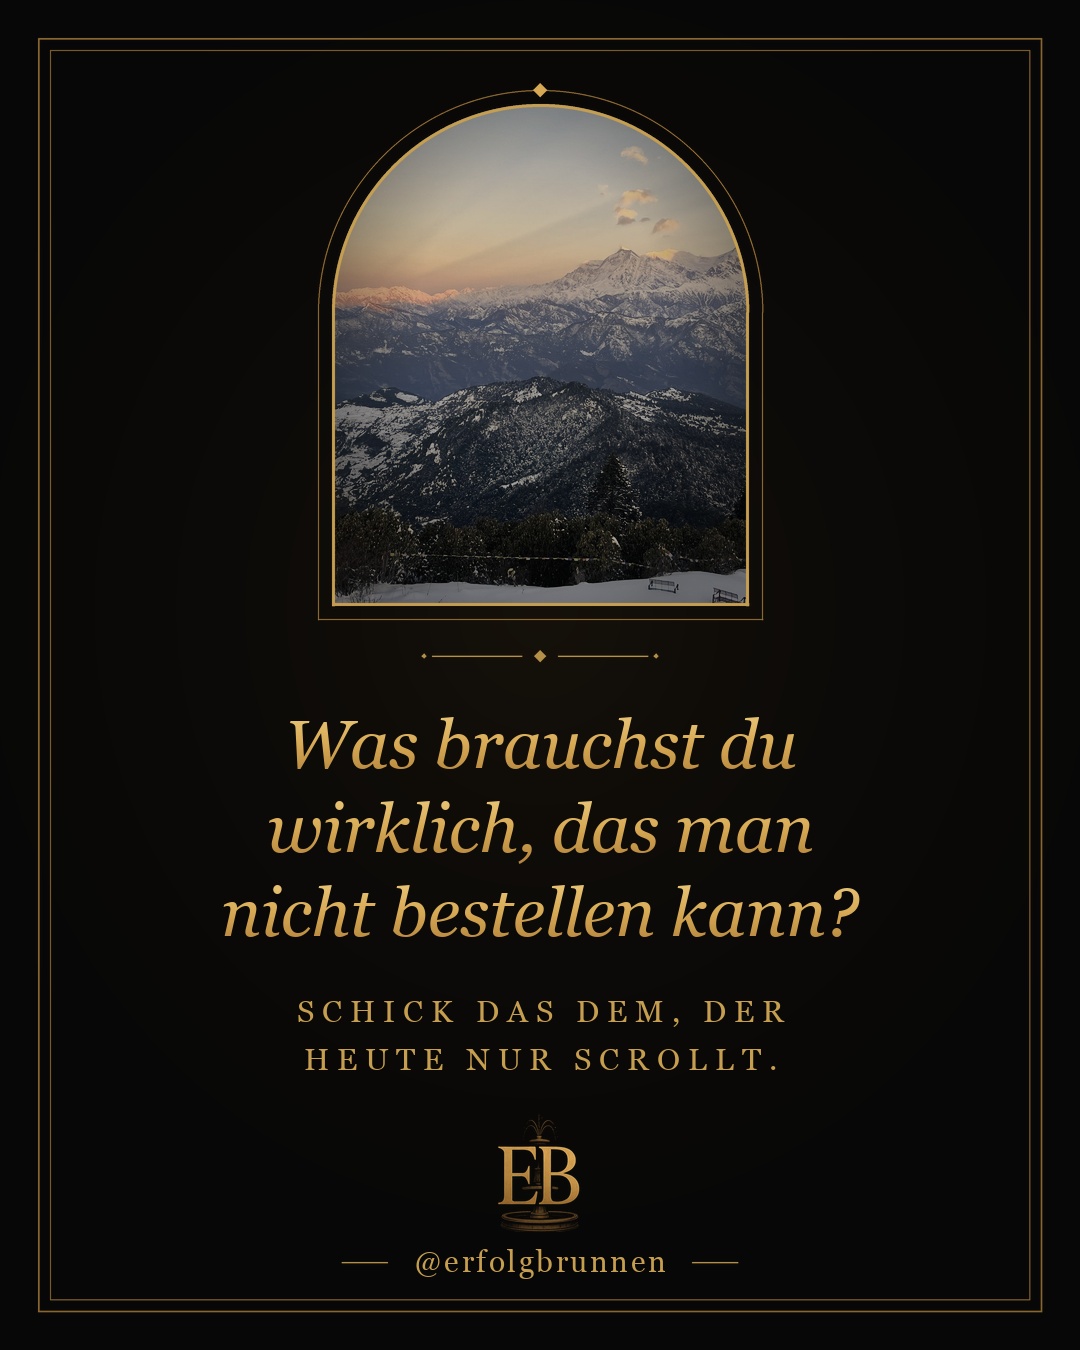 Was brauchst du
wirklich, das man
nicht bestellen kann?
SCHICK DAS DEM, DER
HEUTE NUR SCROLLT.
EB
@erfolgbrunnen